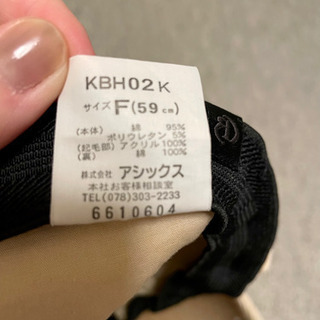 KBH02K
サイズ F(59cm)
(本体) 綿 95%
ポリウレタン 5%
(起毛部) アクリル 100%
(裏) 綿 100%
株式会社 アシックス
本社お客様相談室
TEL(078)303-2233
6610604